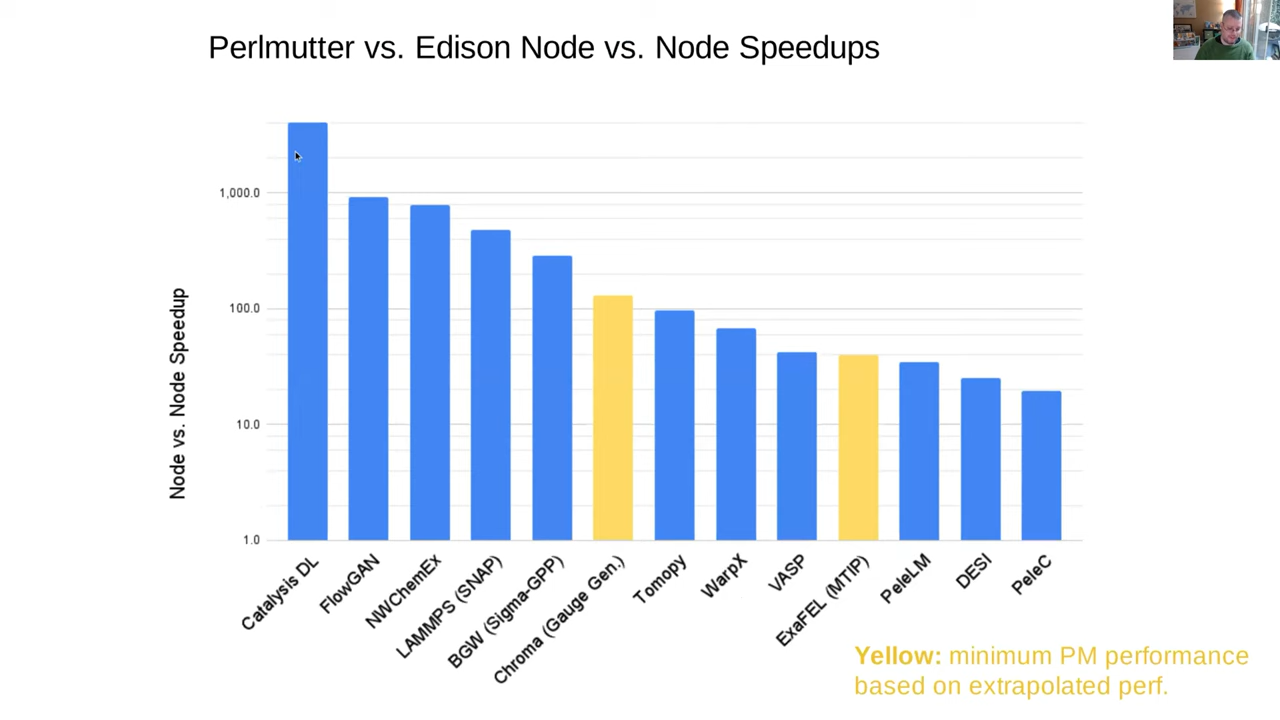 Perlmutter vs. Edison Node vs. Node Speedups
Node vs. Node Speedup
1,000.0
100.0
10.0
1.0
Catalysis DL
FlowGAN
NWChemEx
LAMMPS (SNAP)
BGW (Sigma-GPP)
Chroma (Gauge Gen.)
Tomopy
WarpX
VASP
ExaFEL (MTIP)
PeleLM
DESI
PeleC
Yellow: minimum PM performance
based on extrapolated perf.